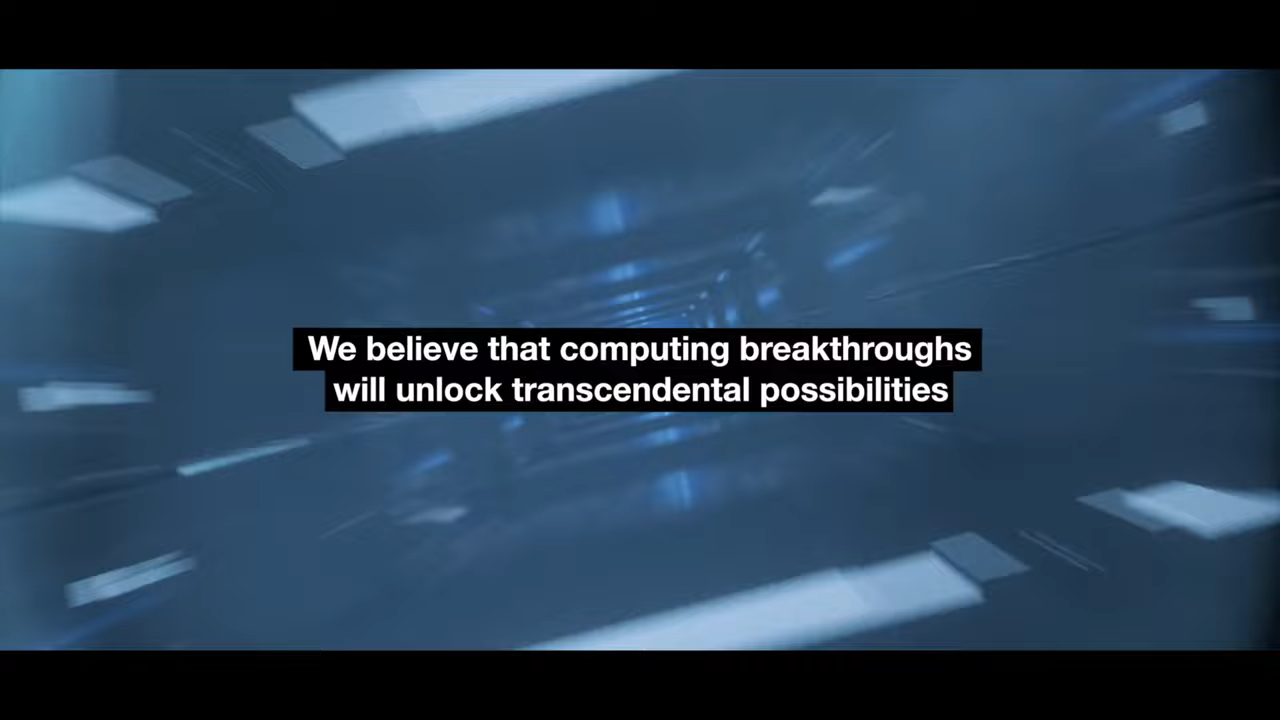 We believe that computing breakthroughs
will unlock transcendental possibilities